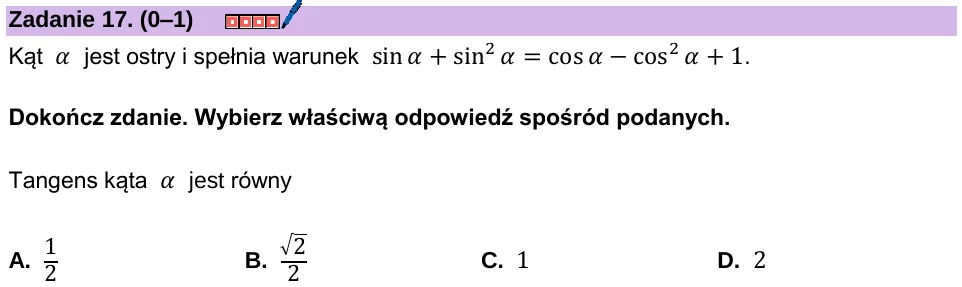 Zadanie 17. (0–1)
Kąt α jest ostry i spełnia warunek sin α + sin² α = cos α − cos² α + 1.
Dokończ zdanie. Wybierz właściwą odpowiedź spośród podanych.
Tangens kąta α jest równy
A. 1/2 B. √2/2 C. 1 D. 2